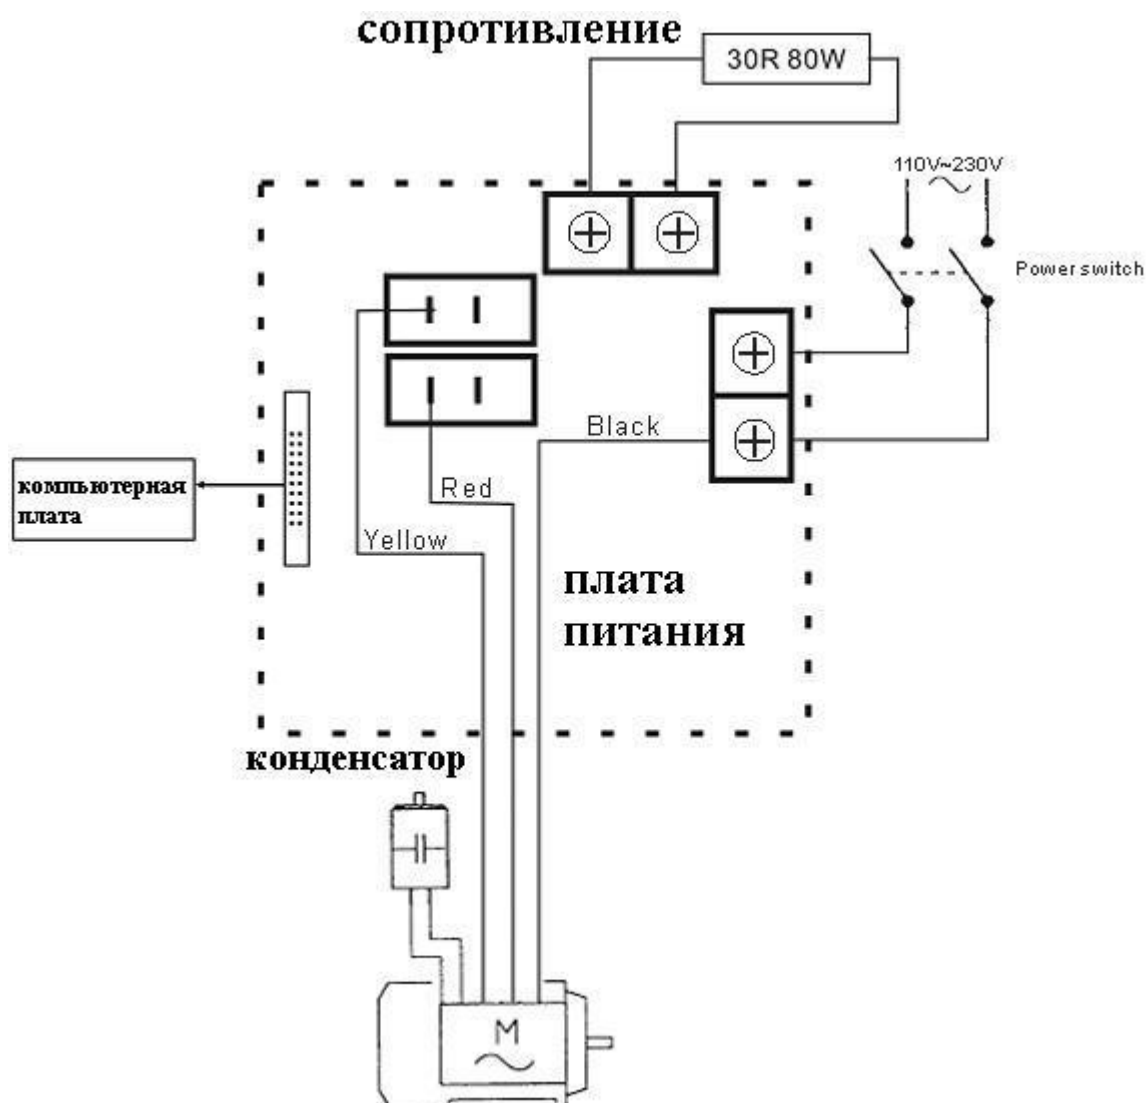 сопротивление
30R 80W
110V~230V
Power switch
Black
компьютерная
плата
Red
Yellow
плата
питания
конденсатор
M